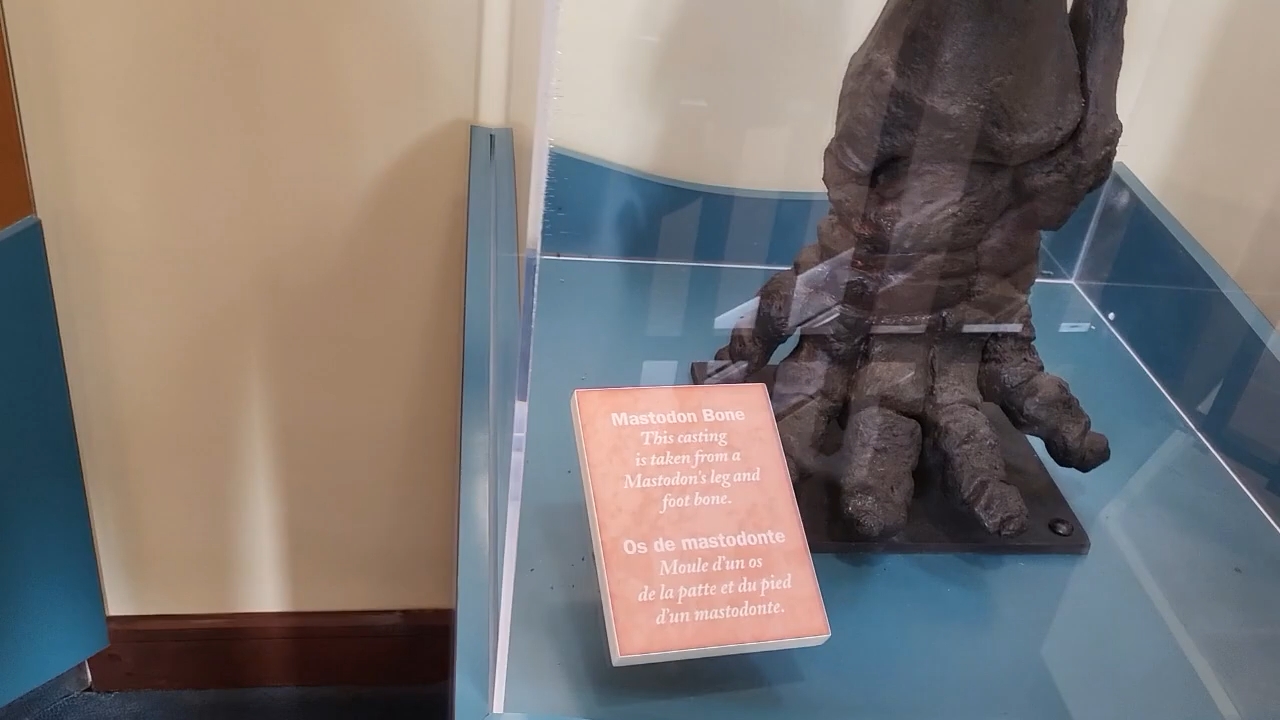 Mastodon Bone
This casting
is taken from a
Mastodon's leg and
foot bone.
Os de mastodonte
Moule d'un os
de la patte et du pied
d'un mastodonte.